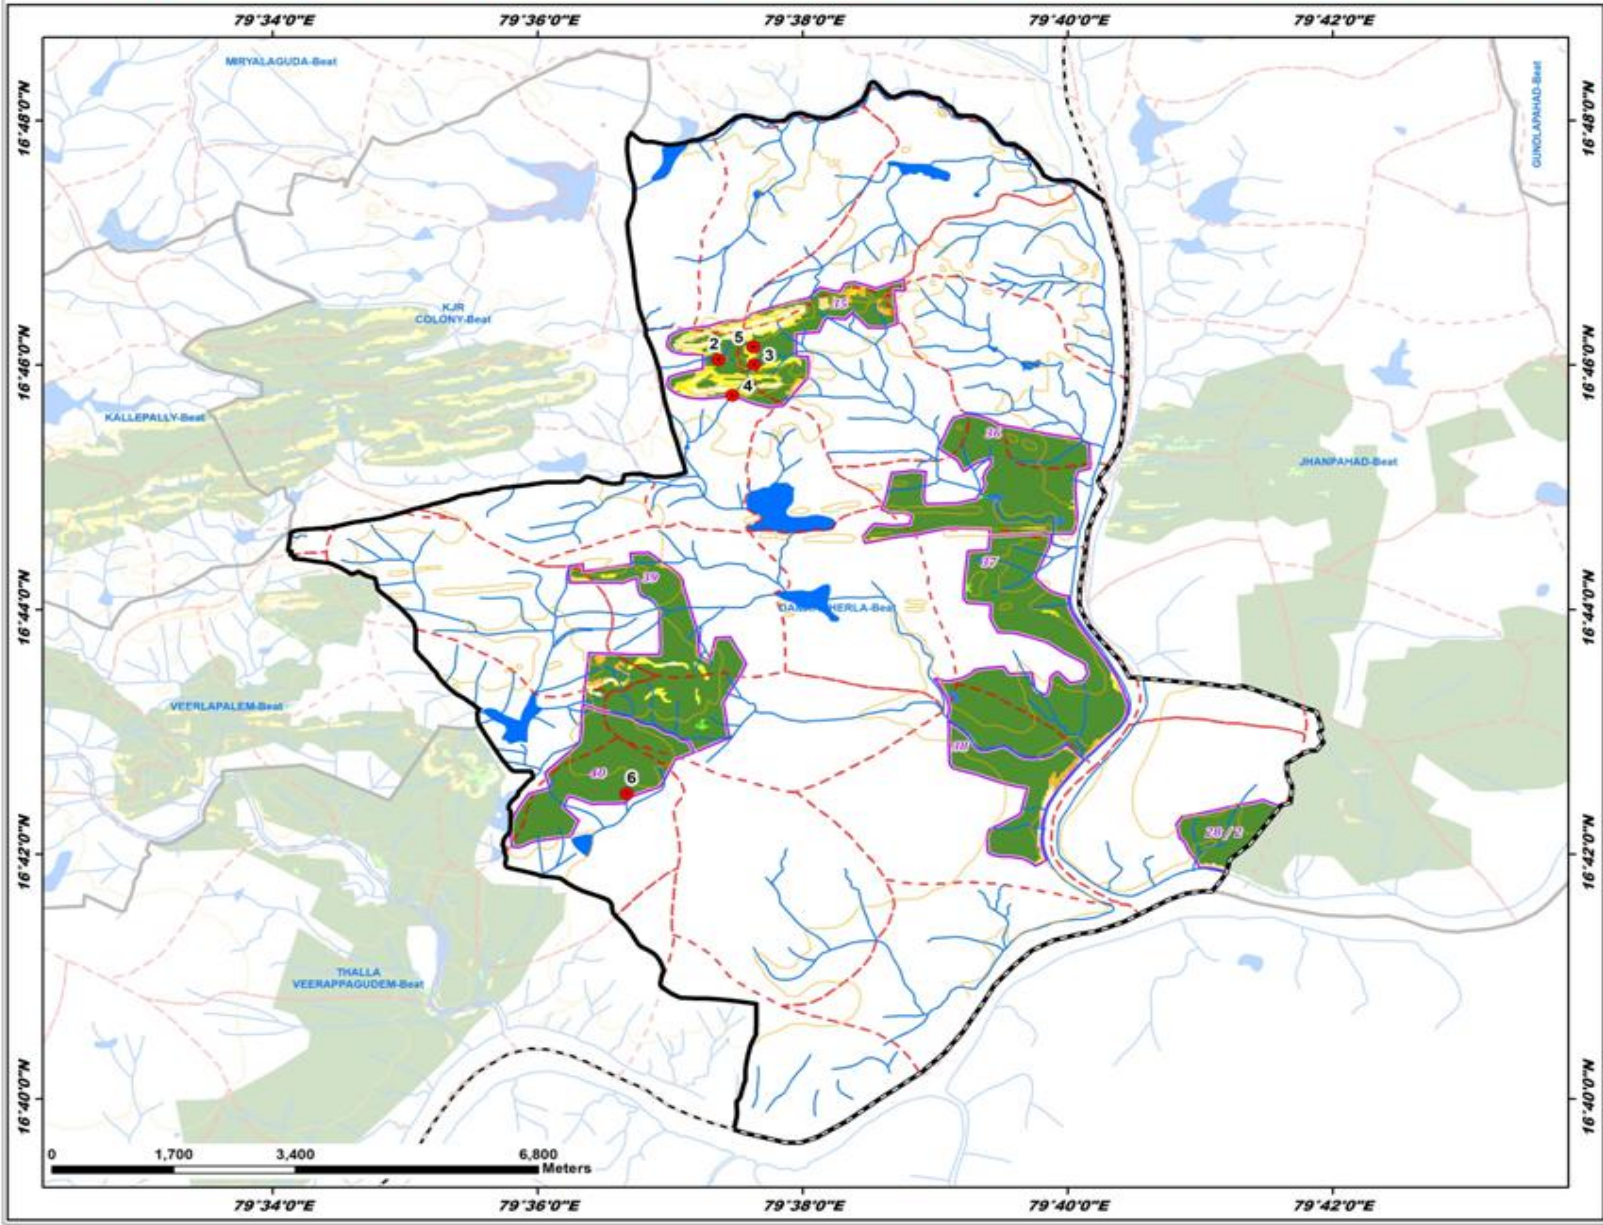 79°34'0"E 79°36'0"E 79°38'0"E 79°40'0"E 79°42'0"E
MIRYALAGUDA-Beat
GUNDLAPAHAD-Beat
16°48'0"N 16°48'0"N
KJR
COLONY-Beat
35
5
2
3
16°46'0"N 16°46'0"N
4
KALLEPALLY-Beat
36
JHANPAHAD-Beat
37
39
16°44'0"N 16°44'0"N
VEERLAPALEM-Beat
38
40
6
28 / 2
16°42'0"N 16°42'0"N
THALLA
VEERAPPAGUDEM-Beat
16°40'0"N 16°40'0"N
0 1,700 3,400 6,800
Meters
79°34'0"E 79°36'0"E 79°38'0"E 79°40'0"E 79°42'0"E